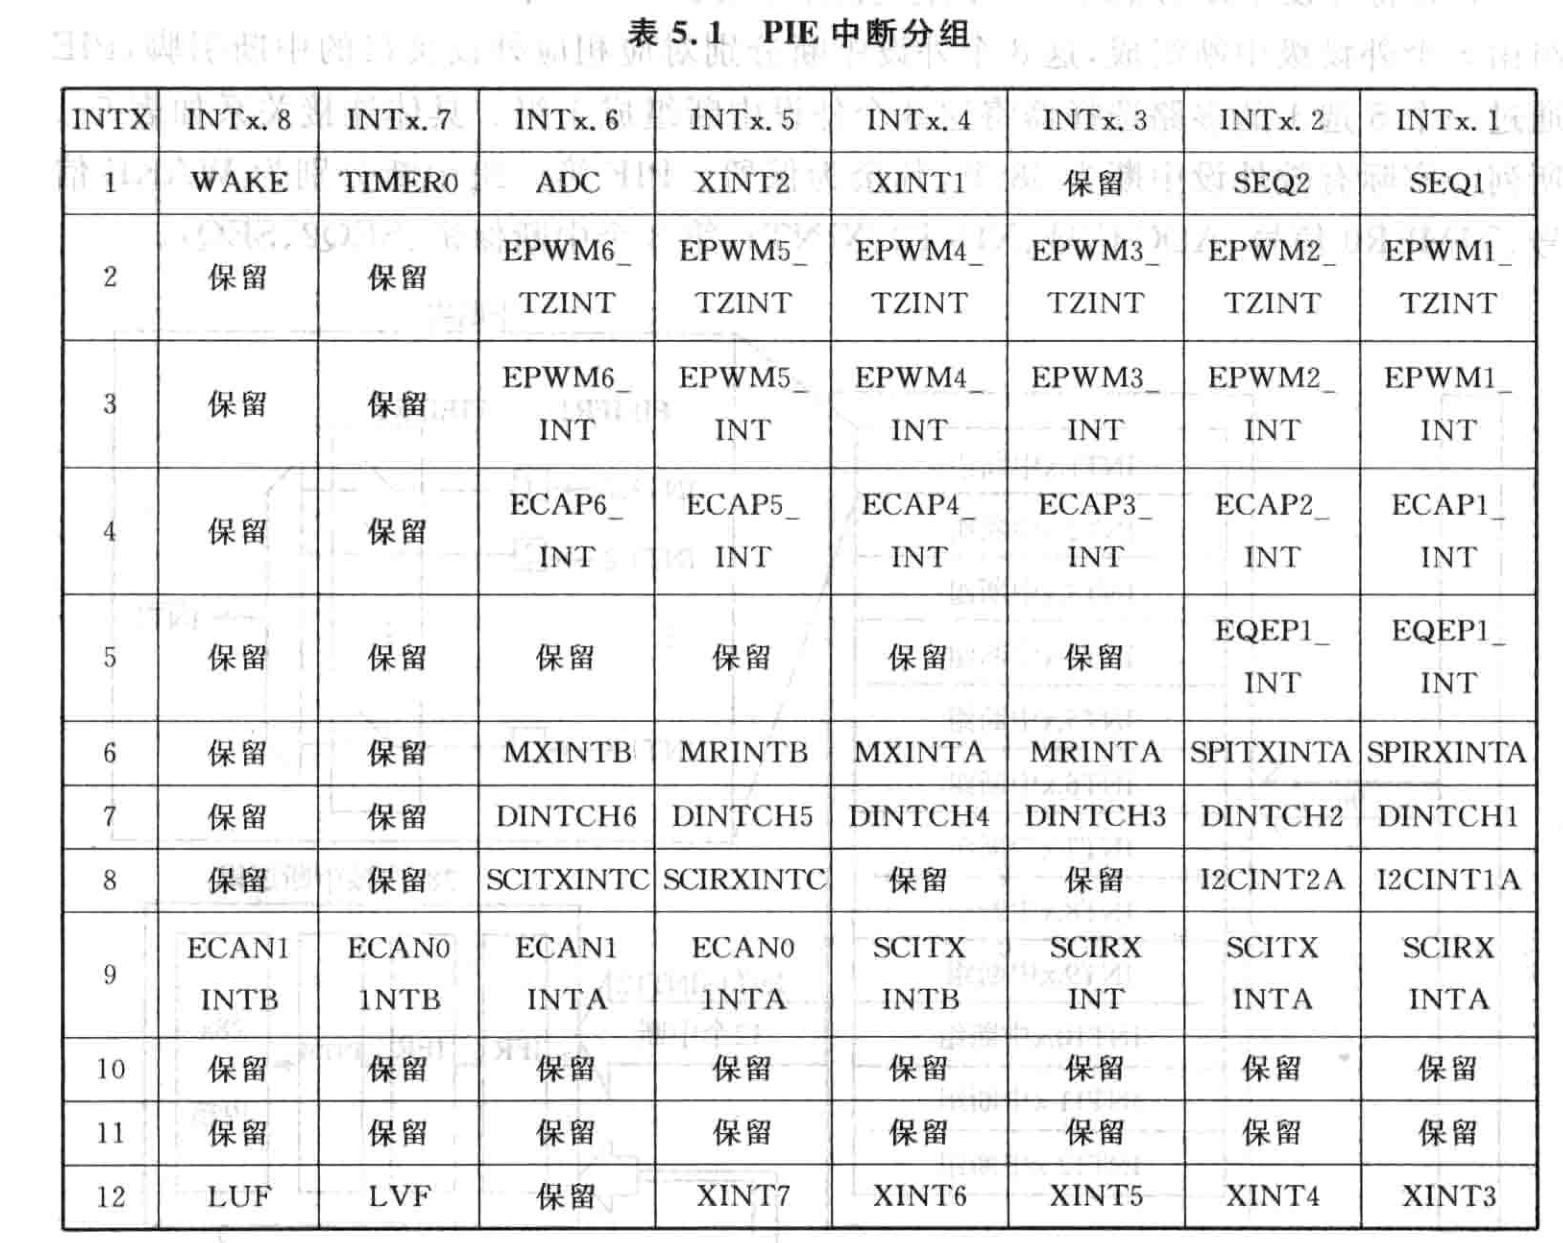 表 5.1 PIE 中断分组
INTX INTx.8 INTx.7 INTx.6 INTx.5 INTx.4 INTx.3 INTx.2 INTx.1
1 WAKE TIMER0 ADC XINT2 XINT1 保留 SEQ2 SEQ1
2 保留 保留 EPWM6_ EPWM5_ EPWM4_ EPWM3_ EPWM2_ EPWM1_
TZINT TZINT TZINT TZINT TZINT TZINT
3 保留 保留 EPWM6_ EPWM5_ EPWM4_ EPWM3_ EPWM2_ EPWM1_
INT INT INT INT INT INT
4 保留 保留 ECAP6_ ECAP5_ ECAP4_ ECAP3_ ECAP2_ ECAP1_
INT INT INT INT INT INT
5 保留 保留 保留 保留 保留 保留 EQEP1_ EQEP1_
INT INT
6 保留 保留 MXINTB MRINTB MXINTA MRINTA SPITXINTA SPIRXINTA
7 保留 保留 DINTCH6 DINTCH5 DINTCH4 DINTCH3 DINTCH2 DINTCH1
8 保留 保留 SCITXINTC SCIRXINTC 保留 保留 I2CINT2A I2CINT1A
9 ECAN1 ECAN0 ECAN1 ECAN0 SCITX SCIRX SCITX SCIRX
INTB 1NTB INTA 1NTA INTB INT INTA INTA
10 保留 保留 保留 保留 保留 保留 保留 保留
11 保留 保留 保留 保留 保留 保留 保留 保留
12 LUF LVF 保留 XINT7 XINT6 XINT5 XINT4 XINT3